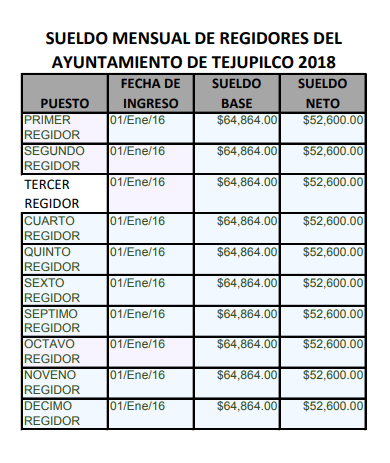 SUELDO MENSUAL DE REGIDORES DEL
AYUNTAMIENTO DE TEJUPILCO 2018
PUESTO FECHA DE INGRESO SUELDO BASE SUELDO NETO
PRIMER REGIDOR 01/Ene/16 $64,864.00 $52,600.00
SEGUNDO REGIDOR 01/Ene/16 $64,864.00 $52,600.00
TERCER REGIDOR 01/Ene/16 $64,864.00 $52,600.00
CUARTO REGIDOR 01/Ene/16 $64,864.00 $52,600.00
QUINTO REGIDOR 01/Ene/16 $64,864.00 $52,600.00
SEXTO REGIDOR 01/Ene/16 $64,864.00 $52,600.00
SEPTIMO REGIDOR 01/Ene/16 $64,864.00 $52,600.00
OCTAVO REGIDOR 01/Ene/16 $64,864.00 $52,600.00
NOVENO REGIDOR 01/Ene/16 $64,864.00 $52,600.00
DECIMO REGIDOR 01/Ene/16 $64,864.00 $52,600.00